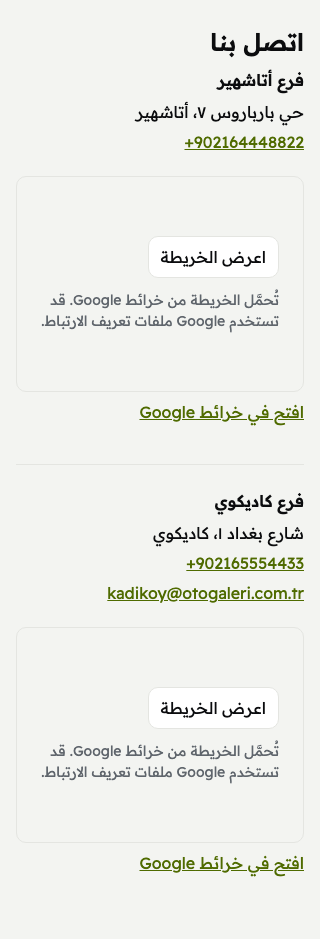 اتصل بنا
فرع أتاشهير
حي بارباروس ٧، أتاشهير
+902164448822
اعرض الخريطة
تُحمَّل الخريطة من خرائط Google. قد
تستخدم Google ملفات تعريف الارتباط.
افتح في خرائط Google
فرع كاديكوي
شارع بغداد ١، كاديكوي
+902165554433
kadikoy@otogaleri.com.tr
اعرض الخريطة
تُحمَّل الخريطة من خرائط Google. قد
تستخدم Google ملفات تعريف الارتباط.
افتح في خرائط Google